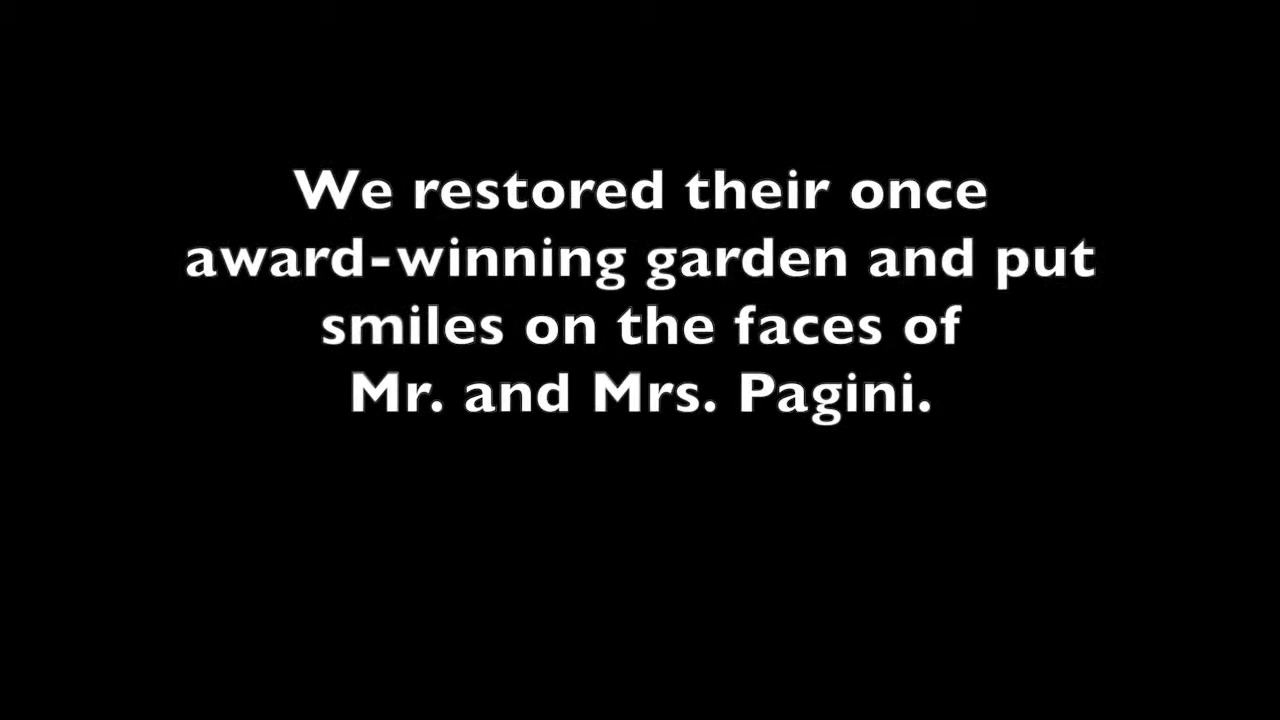 We restored their once
award-winning garden and put
smiles on the faces of
Mr. and Mrs. Pagini.